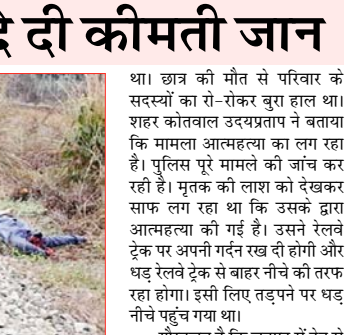 दी कीमती जान
था। छात्र की मौत से परिवार के
सदस्यों का रो-रोकर बुरा हाल था।
शहर कोतवाल उदयप्रताप ने बताया
कि मामला आत्महत्या का लग रहा
है। पुलिस पूरे मामले की जांच कर
रही है। मृतक की लाश को देखकर
साफ लग रहा था कि उसके द्वारा
आत्महत्या की गई है। उसने रेलवे
ट्रेक पर अपनी गर्दन रख दी होगी और
धड़ रेलवे ट्रेक से बाहर नीचे की तरफ
रहा होगा। इसी लिए तड़पने पर धड़
नीचे पहुंच गया था।